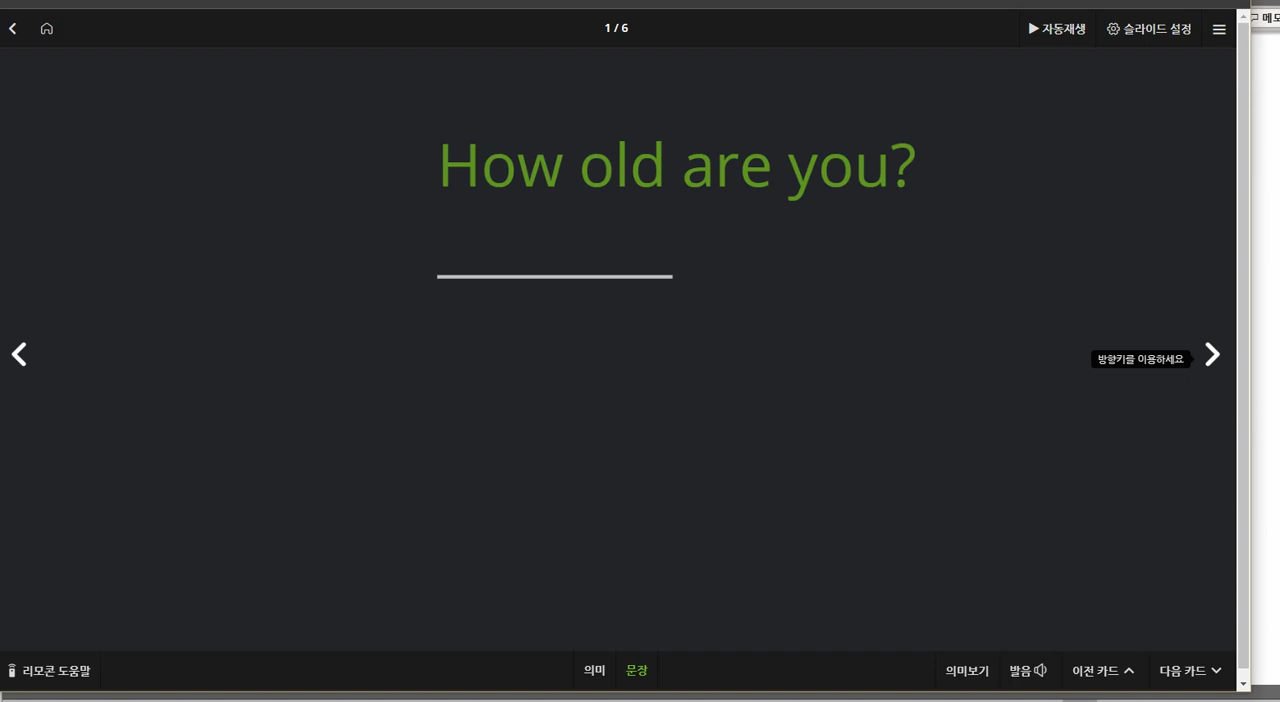 1 / 6
자동재생
슬라이드 설정
메모
How old are you?
방향키를 이용하세요
리모콘 도움말
의미
문장
의미보기
발음
이전 카드
다음 카드